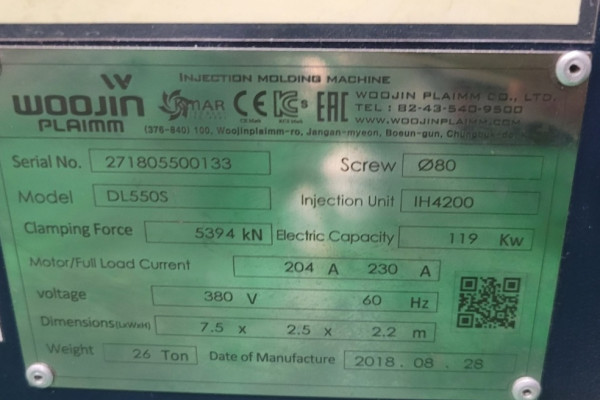 INJECTION MOLDING MACHINE
WOOJIN PLAIMM
CE EAC
WOOJIN PLAIMM CO., LTD.
TEL : 82-43-540-9500
WWW.WOOJINPLAIMM.COM
(376-840) 100, Woojinplaimm-ro, Jangan-myeon, Boeun-gun,
Serial No. 271805500133 Screw Ø80
Model DL550S Injection Unit IH4200
Clamping Force 5394 kN Electric Capacity 119 Kw
Motor/Full Load Current 204 A 230 A
voltage 380 V 60 Hz
Dimensions(LxWxH) 7.5 x 2.5 x 2.2 m
Weight 26 Ton Date of Manufacture 2018 . 08 . 28